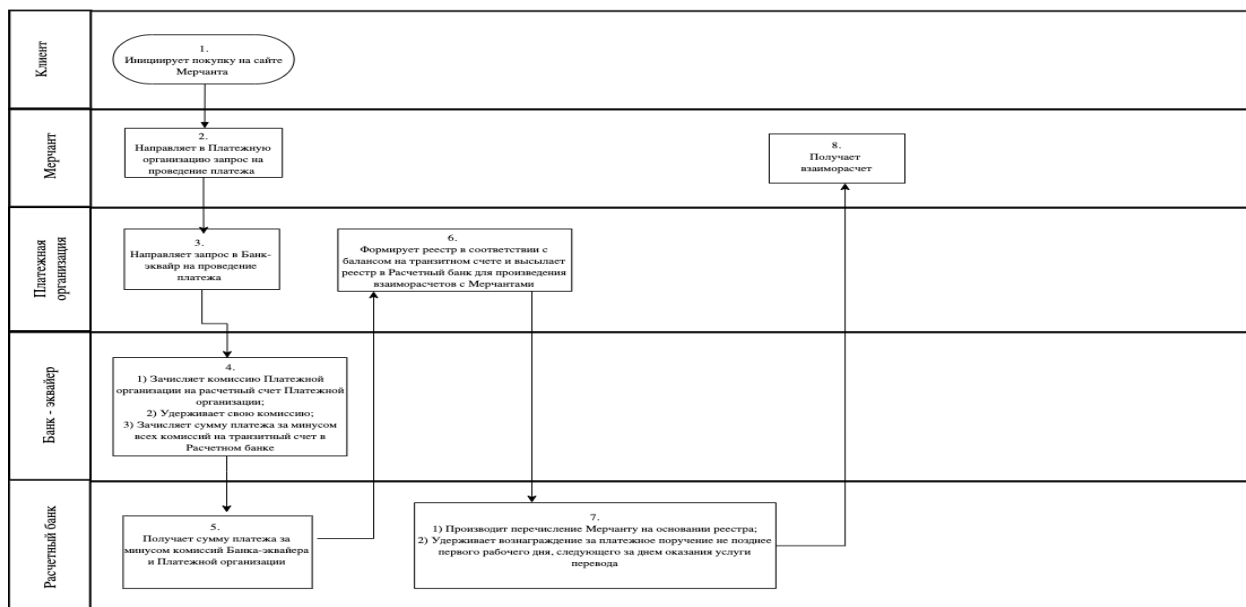 Клиент
1.
Инициирует покупку на сайте
Мерчанта
Мерчант
2.
Направляет в Платежную
организацию запрос на
проведение платежа
8.
Получает
взаиморасчет
Платежная
организация
3.
Направляет запрос в Банк-
эквайр на проведение
платежа
6.
Формирует реестр в соответствии с
балансом на транзитном счете и высылает
реестр в Расчетный банк для произведения
взаиморасчетов с Мерчантами
Банк - эквайер
4.
1) Зачисляет комиссию Платежной
организации на расчетный счет Платежной
организации;
2) Удерживает свою комиссию;
3) Зачисляет сумму платежа за минусом
всех комиссий на транзитный счет в
Расчетном банке
Расчетный банк
5.
Получает сумму платежа за
минусом комиссий Банка-эквайера
и Платежной организации
7.
1) Производит перечисление Мерчанту на основании реестра;
2) Удерживает вознаграждение за платежное поручение не позднее
первого рабочего дня, следующего за днем оказания услуги
перевода